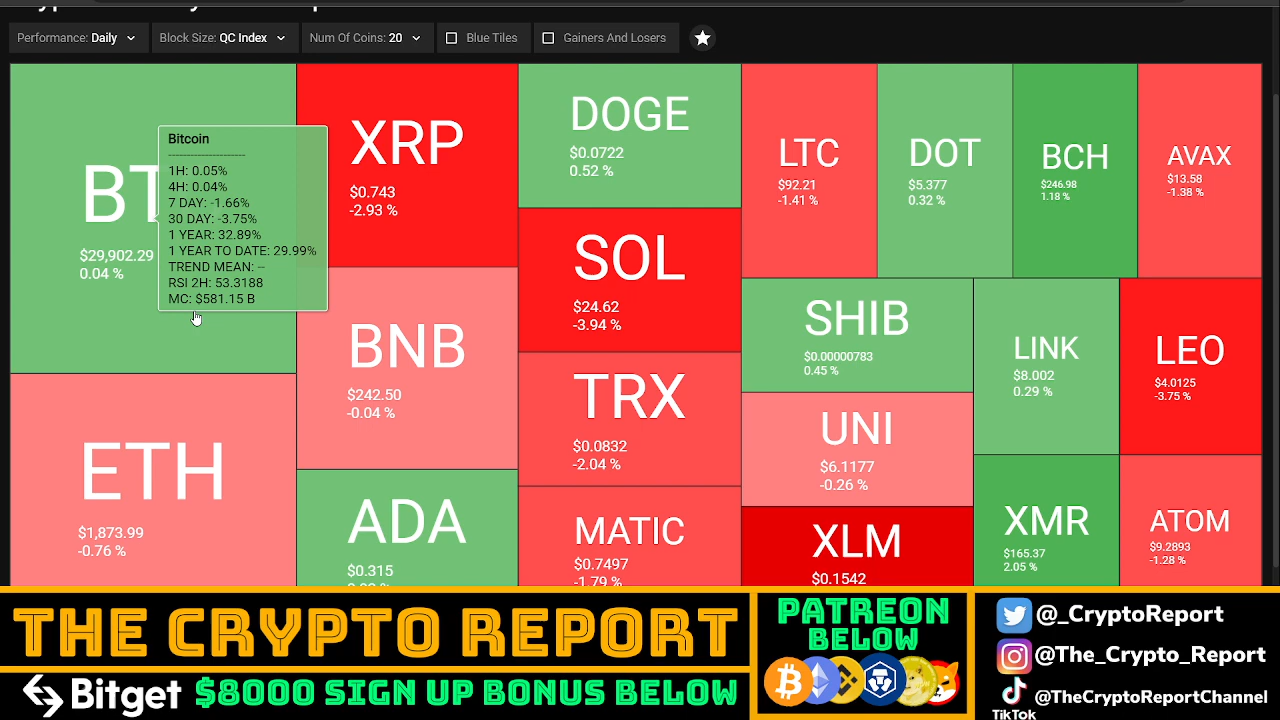 Performance: Daily
Block Size: QC Index
Num Of Coins: 20
Blue Tiles
Gainers And Losers
BT
$29,902.29
0.04 %
Bitcoin
----------------------
1H: 0.05%
4H: 0.04%
7 DAY: -1.66%
30 DAY: -3.75%
1 YEAR: 32.89%
1 YEAR TO DATE: 29.99%
TREND MEAN: --
RSI 2H: 53.3188
MC: $581.15 B
ETH
$1,873.99
-0.76 %
XRP
$0.743
-2.93 %
BNB
$242.50
-0.04 %
ADA
$0.315
DOGE
$0.0722
0.52 %
SOL
$24.62
-3.94 %
TRX
$0.0832
-2.04 %
MATIC
$0.7497
-1.79 %
LTC
$92.21
-1.41 %
DOT
$5.377
0.32 %
BCH
$246.98
1.18 %
AVAX
$13.58
-1.38 %
SHIB
$0.00000783
0.45 %
UNI
$6.1177
-0.26 %
XLM
$0.1542
LINK
$8.002
0.29 %
LEO
$4.0125
-3.75 %
XMR
$165.37
2.05 %
ATOM
$9.2893
-1.28 %
THE CRYPTO REPORT
Bitget $8000 SIGN UP BONUS BELOW
PATREON
BELOW
@_CryptoReport
@The_Crypto_Report
@TheCryptoReportChannel
TikTok